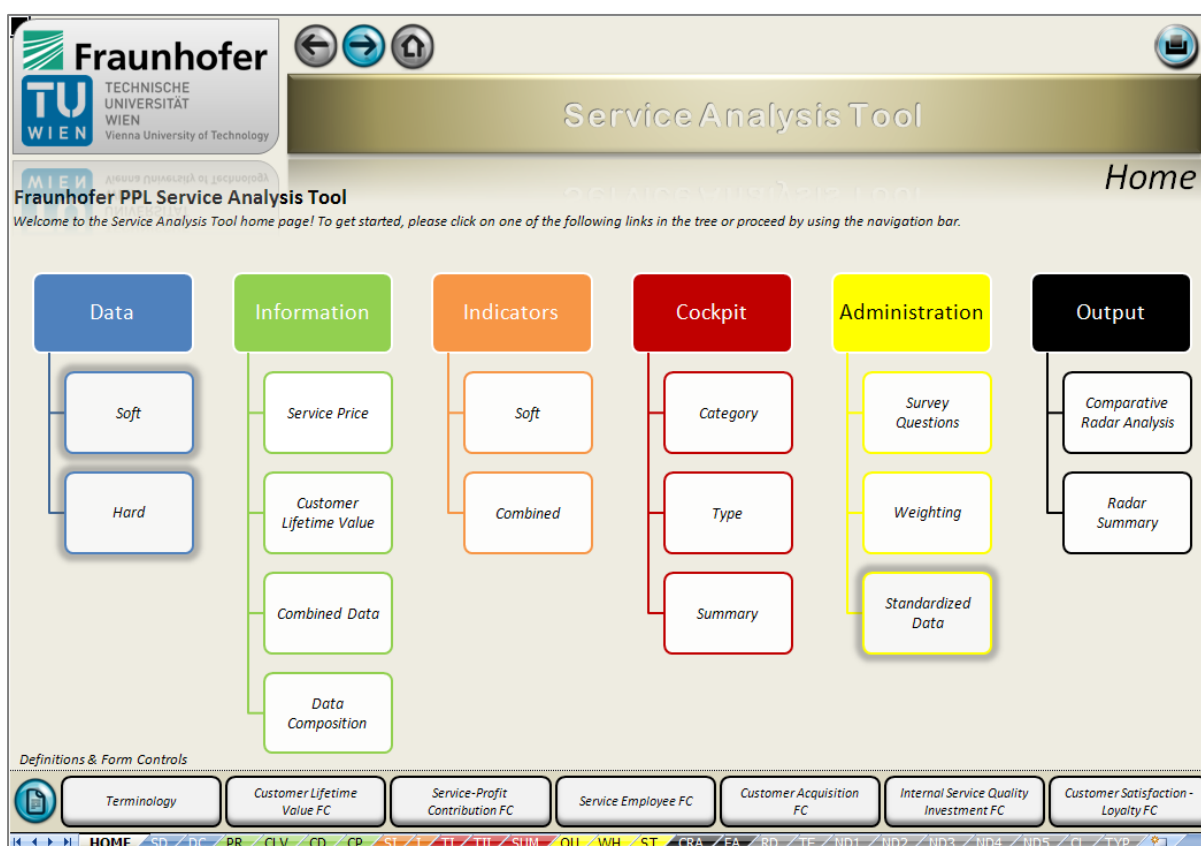 Fraunhofer
TU
WIEN
TECHNISCHE
UNIVERSITÄT
WIEN
Vienna University of Technology
Service Analysis Tool
Home
Fraunhofer PPL Service Analysis Tool
Welcome to the Service Analysis Tool home page! To get started, please click on one of the following links in the tree or proceed by using the navigation bar.
Data
Soft
Hard
Information
Service Price
Customer
Lifetime Value
Combined Data
Data
Composition
Indicators
Soft
Combined
Cockpit
Category
Type
Summary
Administration
Survey
Questions
Weighting
Standardized
Data
Output
Comparative
Radar Analysis
Radar
Summary
Definitions & Form Controls
Terminology
Customer Lifetime
Value FC
Service-Profit
Contribution FC
Service Employee FC
Customer Acquisition
FC
Internal Service Quality
Investment FC
Customer Satisfaction -
Loyalty FC
HOME SD DC PR CLV CD CP SI I TI TII SUM QU WH ST CRA EA RD TE ND1 ND2 ND3 ND4 ND5 CL TYP